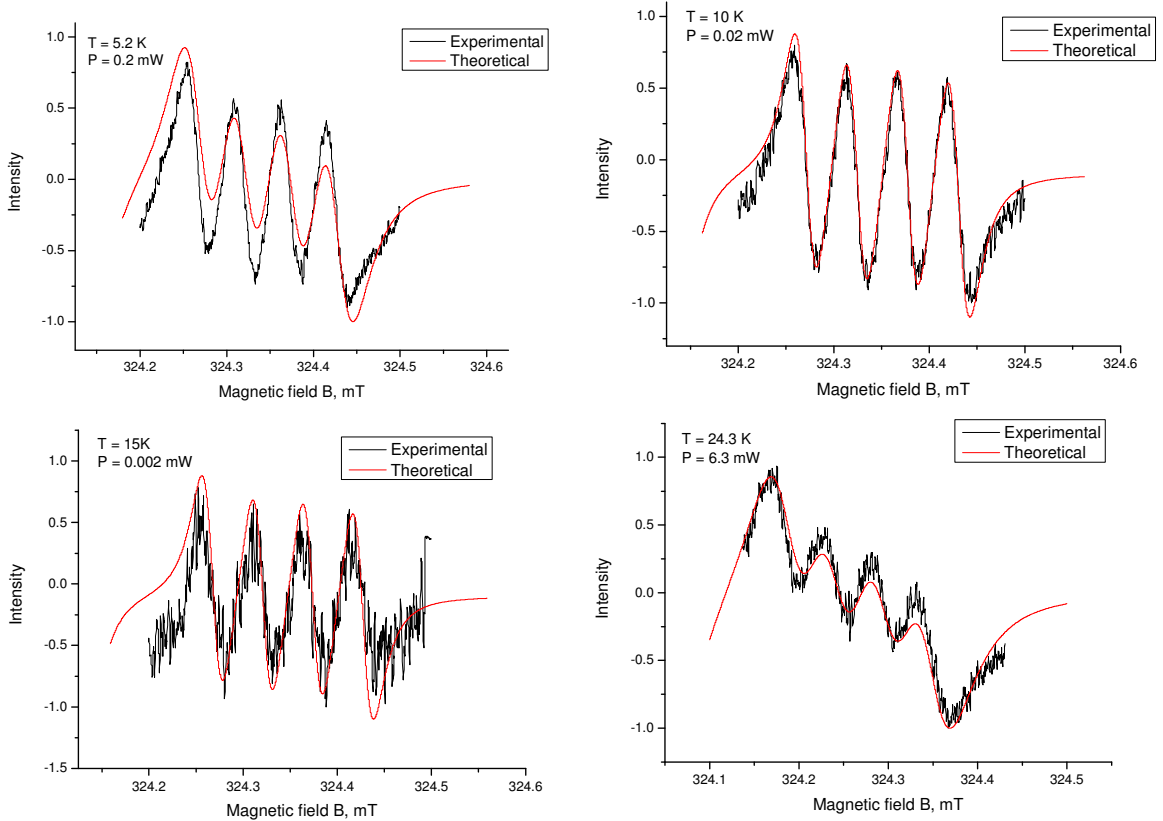 T = 5.2 K
P = 0.2 mW
Experimental
Theoretical
1.0
0.5
0.0
-0.5
-1.0
Intensity
324.2 324.3 324.4 324.5 324.6
Magnetic field B, mT
T = 10 K
P = 0.02 mW
Experimental
Theoretical
1.0
0.5
0.0
-0.5
-1.0
Intensity
324.2 324.3 324.4 324.5 324.6
Magnetic field B, mT
T = 15K
P = 0.002 mW
Experimental
Theoretical
1.0
0.5
0.0
-0.5
-1.0
-1.5
Intensity
324.2 324.3 324.4 324.5 324.6
Magnetic field B, mT
T = 24.3 K
P = 6.3 mW
Experimental
Theoretical
1.0
0.5
0.0
-0.5
-1.0
Intensity
324.1 324.2 324.3 324.4 324.5
Magnetic field B, mT